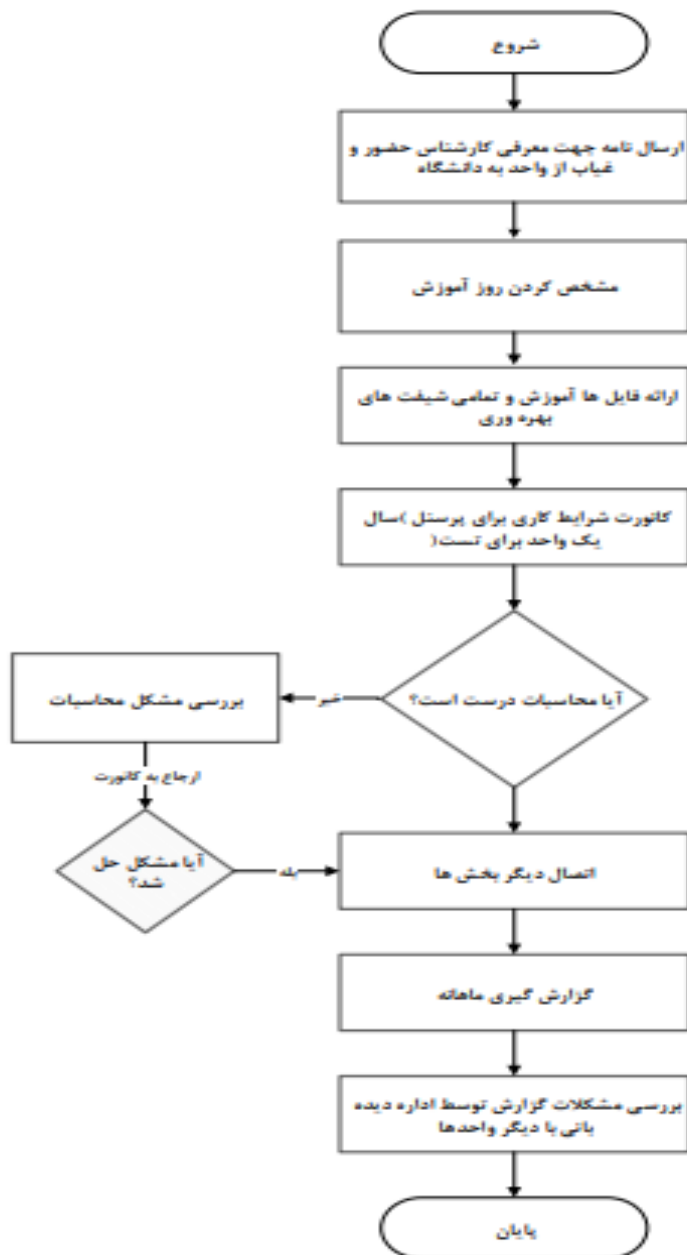 شروع
ارسال نامه جهت معرفی کارشناس حضور و
غیاب از واحد به دانشگاه
مشخص کردن روز آموزش
ارائه فایل ها آموزش و تمامی شیفت های
بهره وری
کانورت شرایط کاری برای پرسنل )سال
یک واحد برای تست(
آیا محاسبات درست است؟
خیر
بررسی مشکل محاسبات
ارجاع به کانورت
آیا مشکل حل
شد؟
بله
اتصال دیگر بخش ها
گزارش گیری ماهانه
بررسی مشکلات گزارش توسط اداره دیده
بانی با دیگر واحدها
پایان